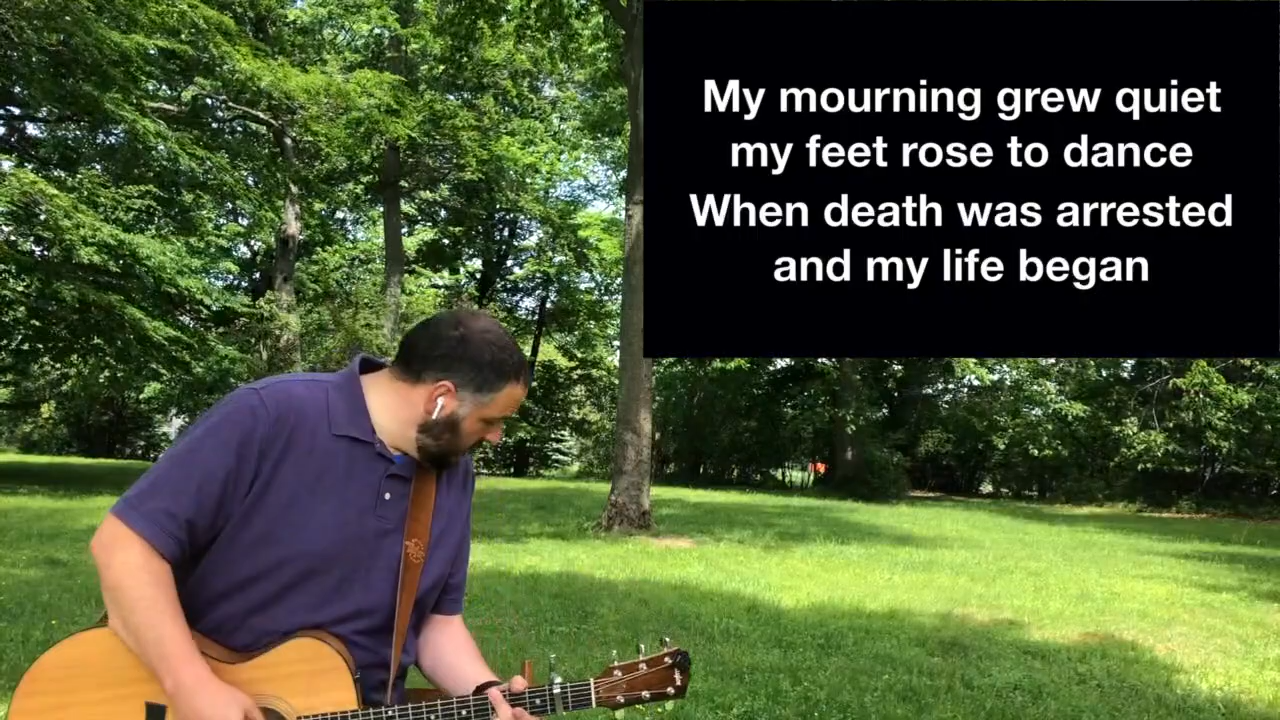 My mourning grew quiet
my feet rose to dance
When death was arrested
and my life began